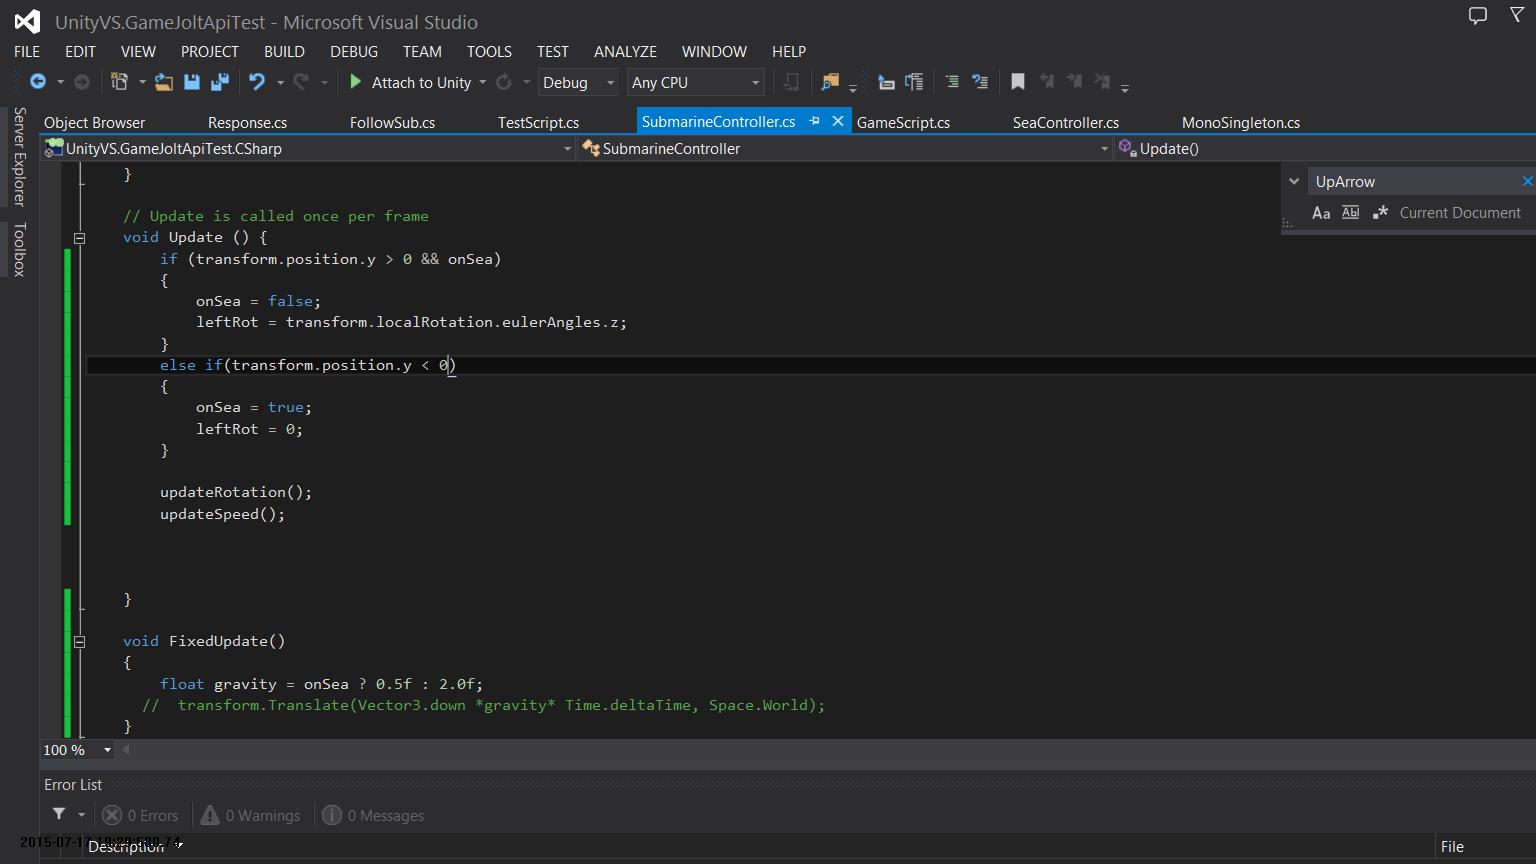 UnityVS.GameJoltApiTest - Microsoft Visual Studio
FILE EDIT VIEW PROJECT BUILD DEBUG TEAM TOOLS TEST ANALYZE WINDOW HELP
Attach to Unity Debug Any CPU
Server Explorer
Toolbox
Object Browser Response.cs FollowSub.cs TestScript.cs SubmarineController.cs GameScript.cs SeaController.cs MonoSingleton.cs
UnityVS.GameJoltApiTest.CSharp SubmarineController Update()
UpArrow
Aa Abl .* Current Document
}
// Update is called once per frame
void Update () {
if (transform.position.y > 0 && onSea)
{
onSea = false;
leftRot = transform.localRotation.eulerAngles.z;
}
else if(transform.position.y < 0)
{
onSea = true;
leftRot = 0;
}
updateRotation();
updateSpeed();
}
void FixedUpdate()
{
float gravity = onSea ? 0.5f : 2.0f;
// transform.Translate(Vector3.down *gravity* Time.deltaTime, Space.World);
}
100 %
Error List
0 Errors 0 Warnings 0 Messages
Description File